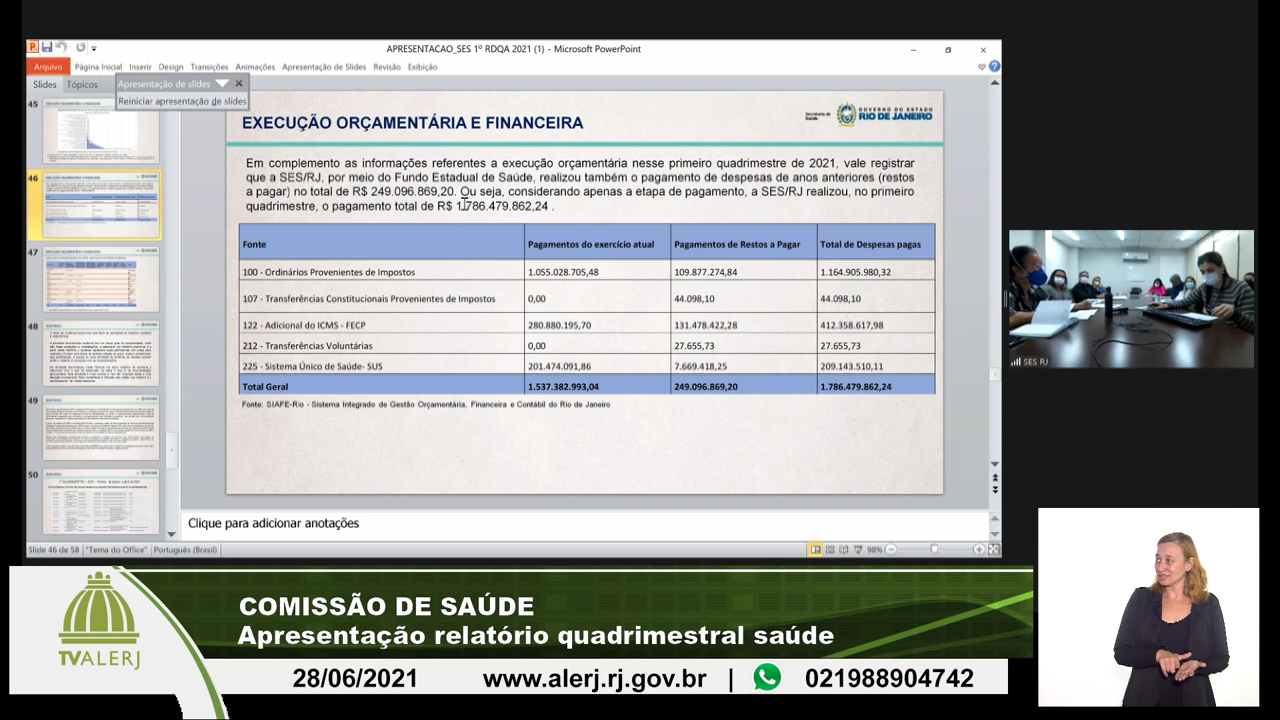 APRESENTACAO_SES 1º RDQA 2021 (1) - Microsoft PowerPoint
Arquivo Página Inicial Inserir Design Transições Animações Apresentação de Slides Revisão Exibição
Slides Tópicos
Apresentação de slides
Reiniciar apresentação de slides
45
46
47
48
49
50
Secretaria de Saúde
GOVERNO DO ESTADO
RIO DE JANEIRO
EXECUÇÃO ORÇAMENTÁRIA E FINANCEIRA
Em complemento as informações referentes a execução orçamentária nesse primeiro quadimestre de 2021, vale registrar
que a SES/RJ, por meio do Fundo Estadual de Saúde, realizou também o pagamento de despesas de anos anteriores (restos
a pagar) no total de R$ 249.096.869,20. Ou seja, considerando apenas a etapa de pagamento a SES/RJ realizou, no primeiro
quadrimestre, o pagamento total de R$ 1.786.479.862,24
Fonte Pagamentos do exercício atual Pagamentos de Restos a Pagar Total de Despesas pagas
100 - Ordinários Provenientes de Impostos 1.055.028.705,48 109.877.274,84 1.164.905.980,32
107 - Transferências Constitucionais Provenientes de Impostos 0,00 44.098,10 44.098,10
122 - Adicional do ICMS - FECP 280.880.195,70 131.478.422,28 412.358.617,98
212 - Transferências Voluntárias 27.655,73 27.655,73
225 - Sistema Único de Saúde- SUS 201.474.091,86 7.669.418,25 209.143.510,11
Total Geral 1.537.382.993,04 249.096.869,20 1.786.479.862,24
Fonte: SIAFE-Rio - Sistema Integrado de Gestão Orçamentária, Financeira e Contábil do Rio de Janeiro
Clique para adicionar anotações
Slide 46 de 58 "Tema do Office" Português (Brasil) 98%
SES RJ
TVALERJ
COMISSÃO DE SAÚDE
Apresentação relatório quadrimestral saúde
28/06/2021 www.alerj.rj.gov.br | 021988904742